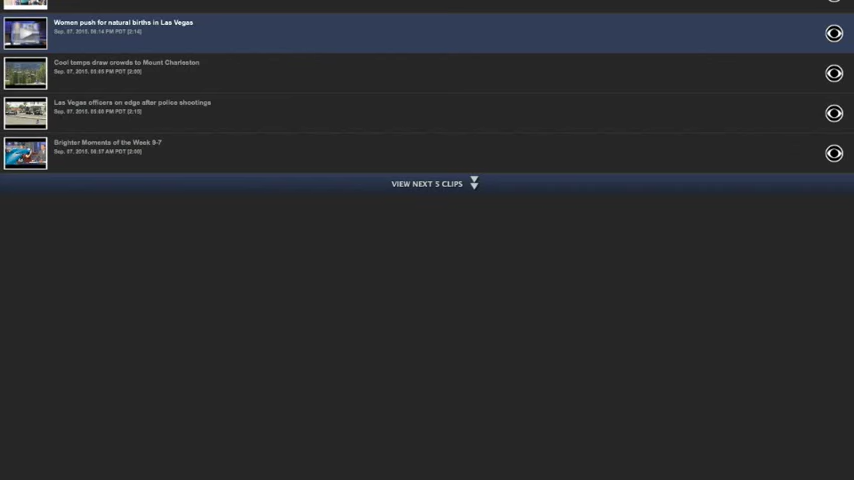 Women push for natural births in Las Vegas
Sep. 07, 2015. 06:14 PM PDT [2:14]
Cool temps draw crowds to Mount Charleston
Sep. 07, 2015. 05:55 PM PDT [2:00]
Las Vegas officers on edge after police shootings
Sep. 07, 2015. 05:50 PM PDT [2:15]
Brighter Moments of the Week 9-7
Sep. 07, 2015. 06:37 AM PDT [2:00]
VIEW NEXT 5 CLIPS